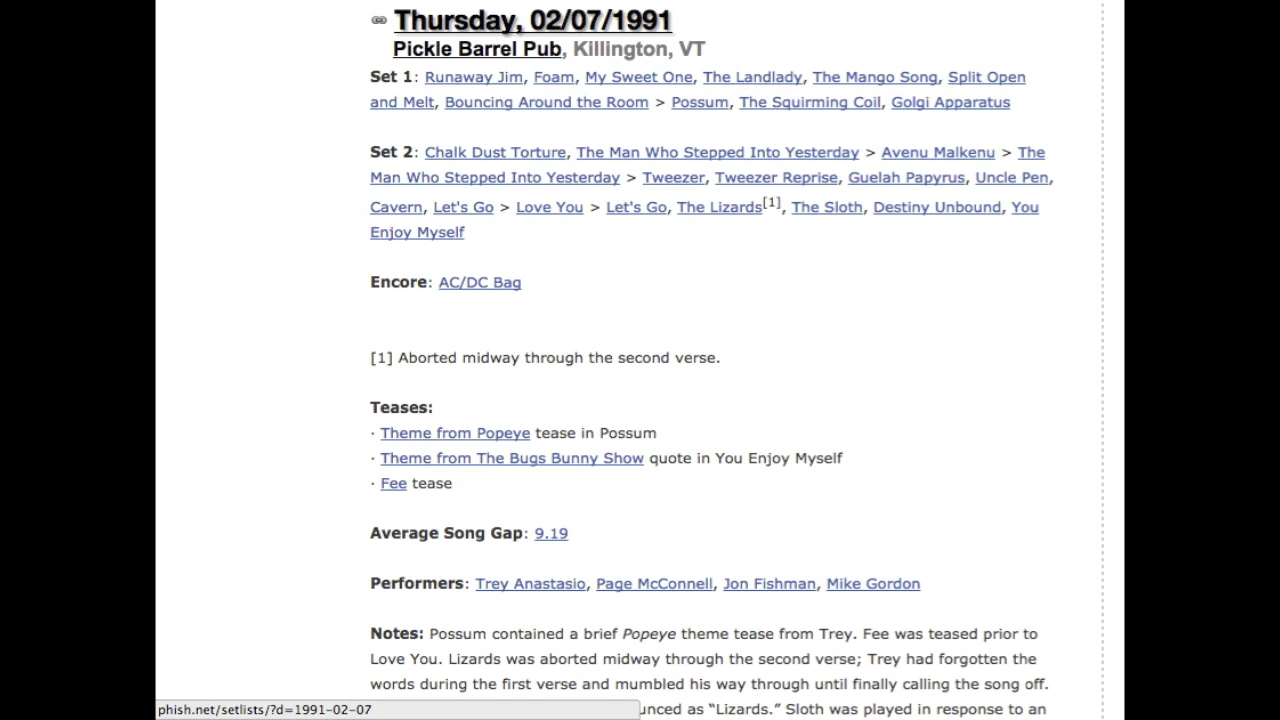 Thursday, 02/07/1991
Pickle Barrel Pub, Killington, VT
Set 1: Runaway Jim, Foam, My Sweet One, The Landlady, The Mango Song, Split Open
and Melt, Bouncing Around the Room > Possum, The Squirming Coil, Golgi Apparatus
Set 2: Chalk Dust Torture, The Man Who Stepped Into Yesterday > Avenu Malkenu > The
Man Who Stepped Into Yesterday > Tweezer, Tweezer Reprise, Guelah Papyrus, Uncle Pen,
Cavern, Let's Go > Love You > Let's Go, The Lizards[1], The Sloth, Destiny Unbound, You
Enjoy Myself
Encore: AC/DC Bag
[1] Aborted midway through the second verse.
Teases:
· Theme from Popeye tease in Possum
· Theme from The Bugs Bunny Show quote in You Enjoy Myself
· Fee tease
Average Song Gap: 9.19
Performers: Trey Anastasio, Page McConnell, Jon Fishman, Mike Gordon
Notes: Possum contained a brief Popeye theme tease from Trey. Fee was teased prior to
Love You. Lizards was aborted midway through the second verse; Trey had forgotten the
words during the first verse and mumbled his way through until finally calling the song off.
as “Lizards.” Sloth was played in response to an
phish.net/setlists/?d=1991-02-07